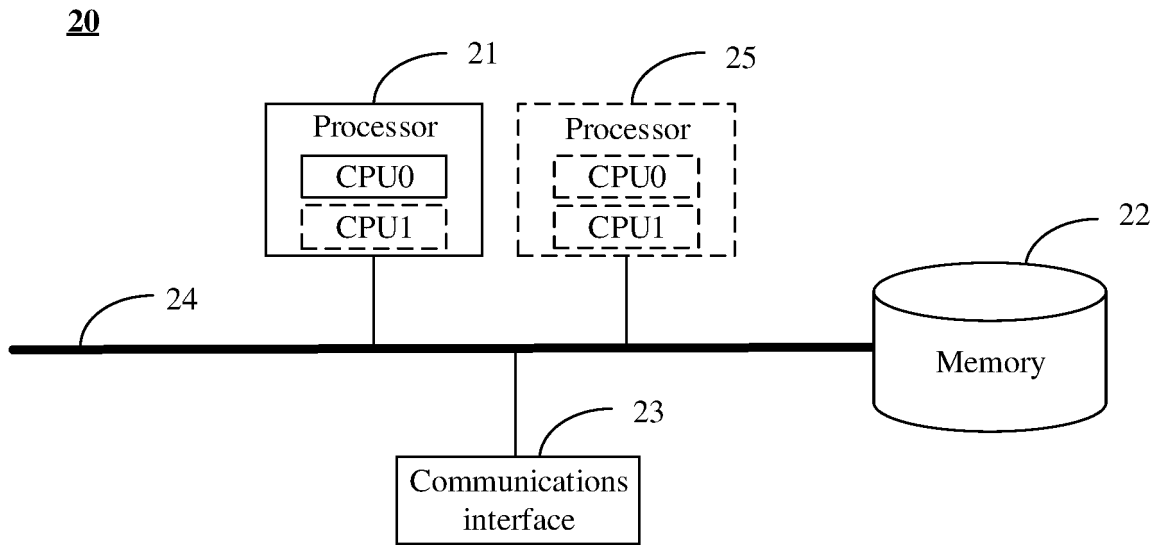 20
21
25
Processor
CPU0
CPU1
Processor
CPU0
CPU1
22
24
Memory
23
Communications
interface